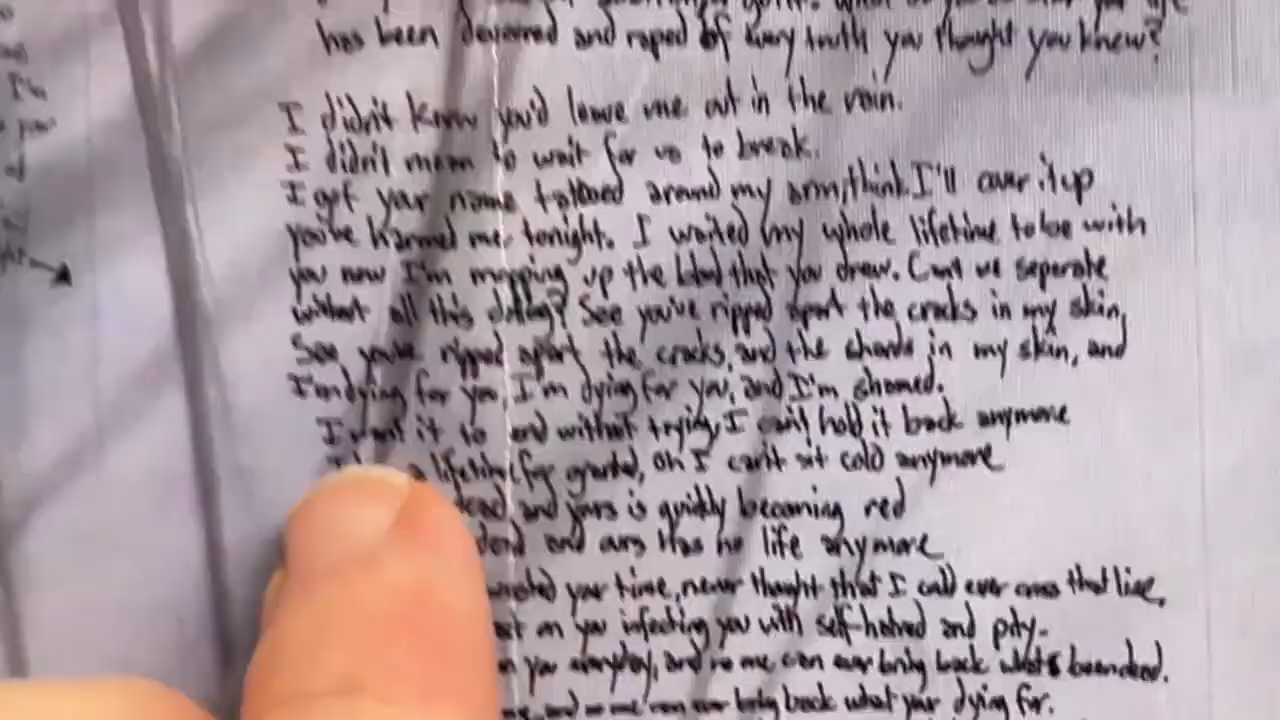 has been devoured and raped of every truth you thought you knew?
I didn't know you'd leave me out in the rain.
I didn't mean to wait for us to break.
I got your name tattooed around my arm, think I'll cover it up
you've harmed me, tonight. I waited my whole lifetime to be with
you now I'm mopping up the blood that you drew. Can't we seperate
without all this? See you've ripped apart the cracks in my skin,
See you've ripped apart the cracks, and the shards in my skin, and
I'm dying for you, I'm dying for you, and I'm shamed.
I want it to end without trying, I can't hold it back anymore
a lifetime for granted, oh I can't sit cold anymore
dead and yours is quickly becoming red
dead and ours has no life anymore
wasted your time, never thought that I could ever cross that line,
on you infecting you with self-hatred and pity.
you everyday, and no one can ever bring back what's been dead.
and no one can ever bring back what your dying for.